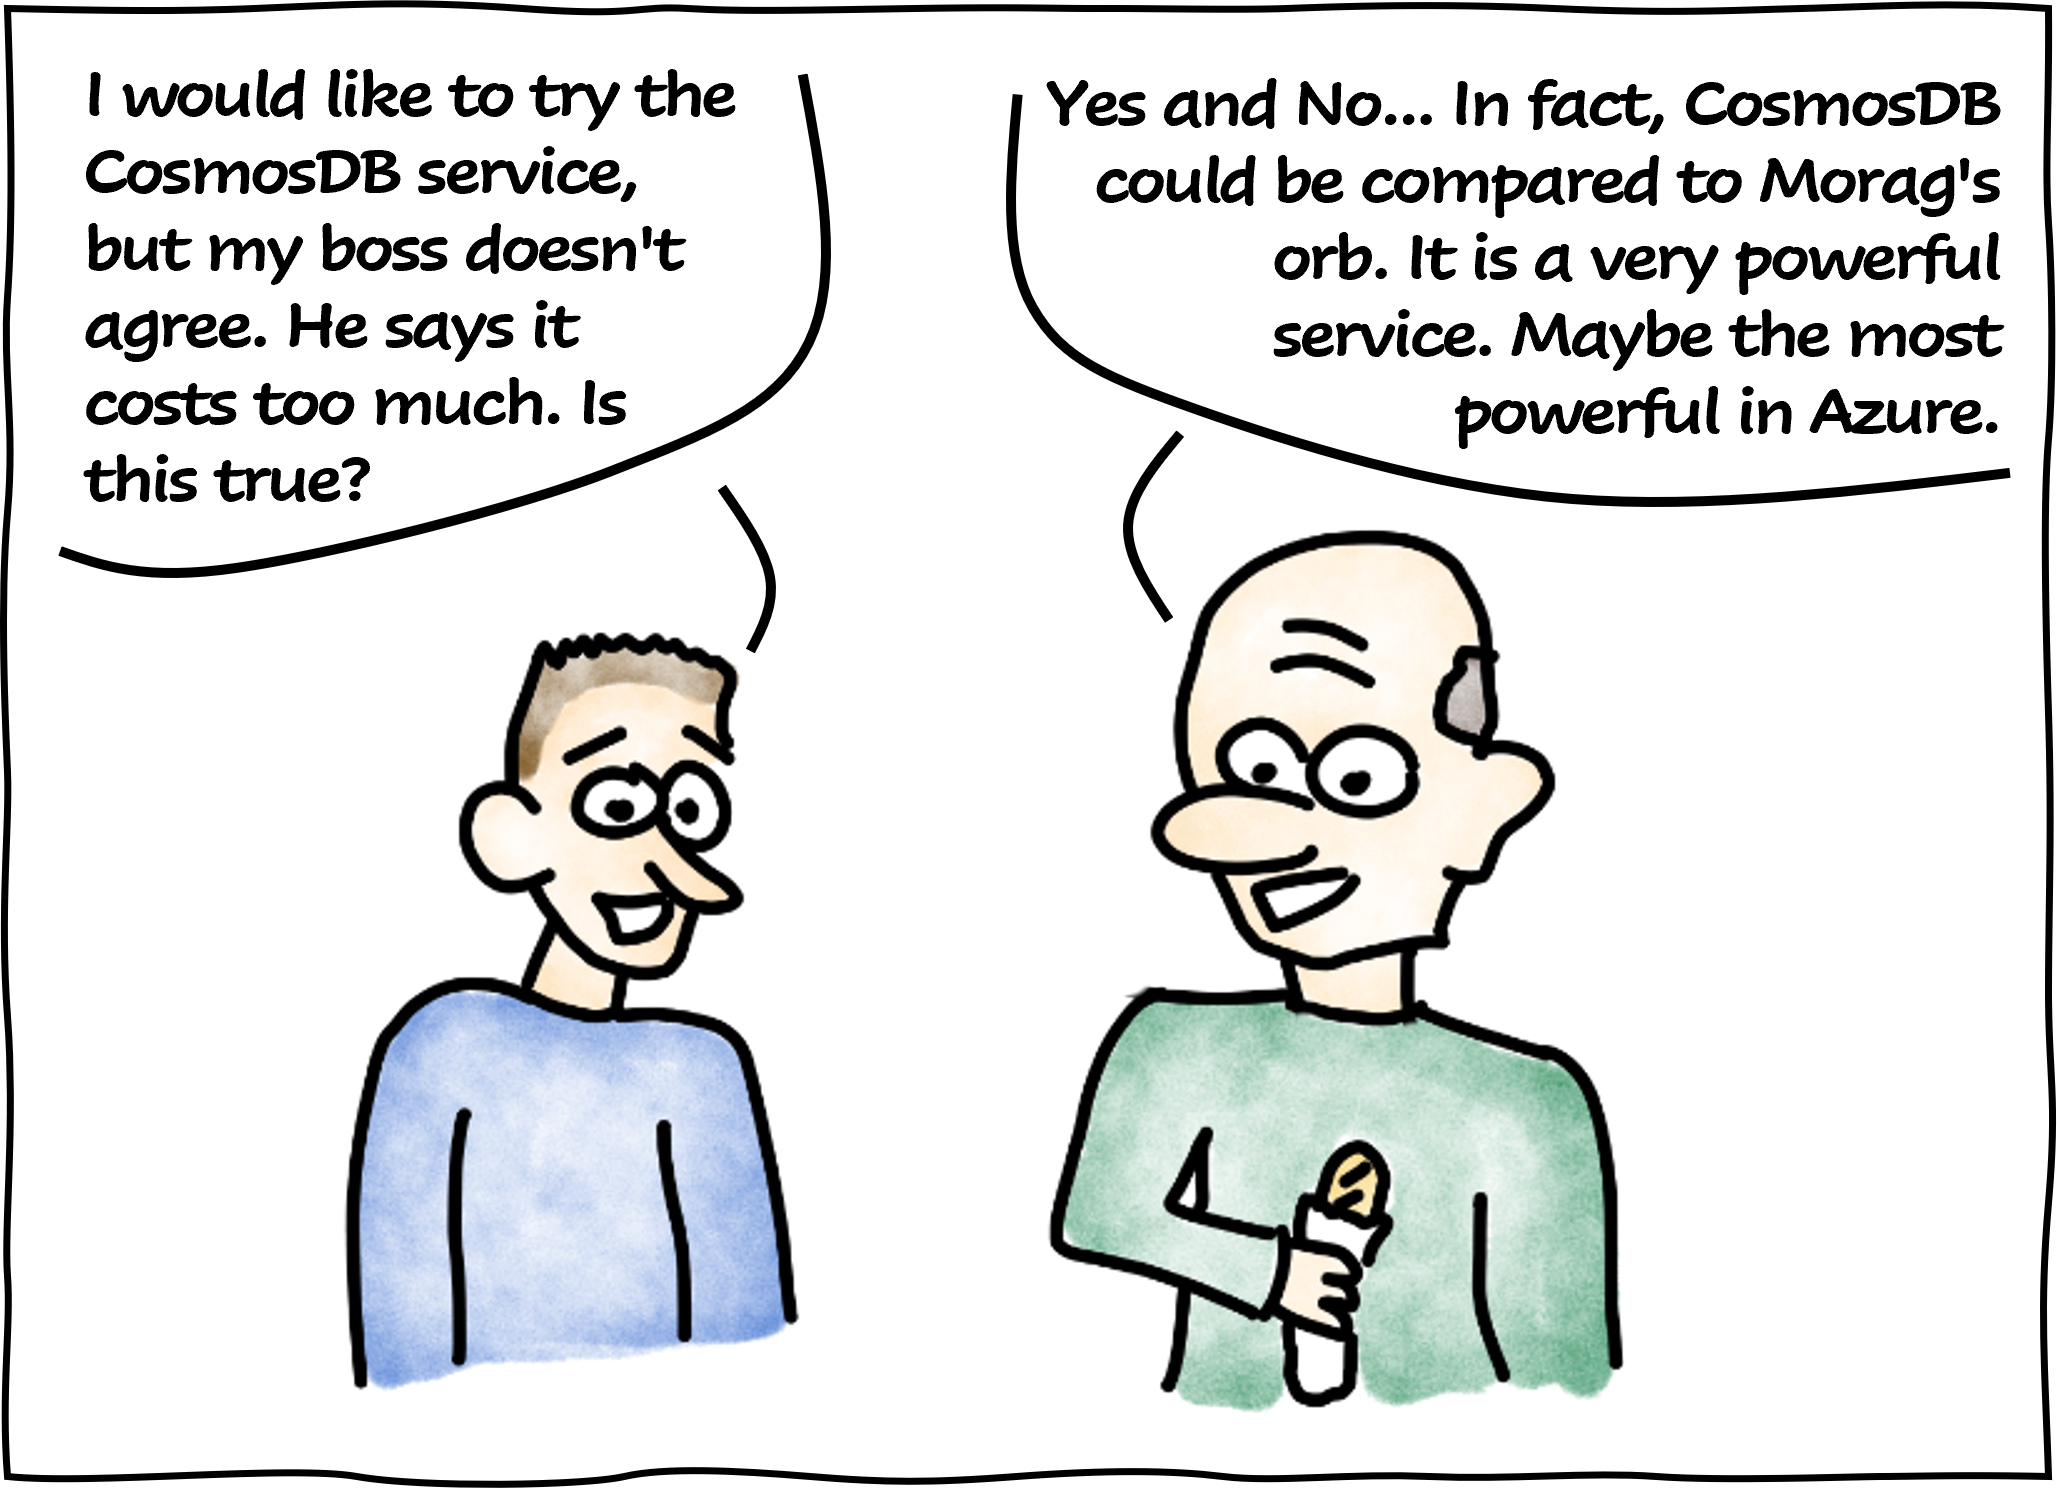 I would like to try the
CosmosDB service,
but my boss doesn't
agree. He says it
costs too much. Is
this true?
Yes and No... In fact, CosmosDB
could be compared to Morag's
orb. It is a very powerful
service. Maybe the most
powerful in Azure.